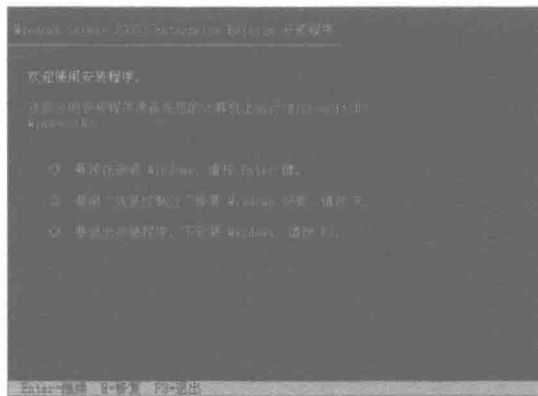 Windows Server 2003, Enterprise Edition 安装程序
欢迎使用安装程序。
这部分的安装程序准备在您的计算机上运行 Microsoft(R)
Windows(R)。
○ 要现在安装 Windows，请按 Enter 键。
○ 要用“恢复控制台”修复 Windows 安装，请按 R。
○ 要退出安装程序，不安装 Windows，请按 F3。
Enter=继续 R=修复 F3=退出